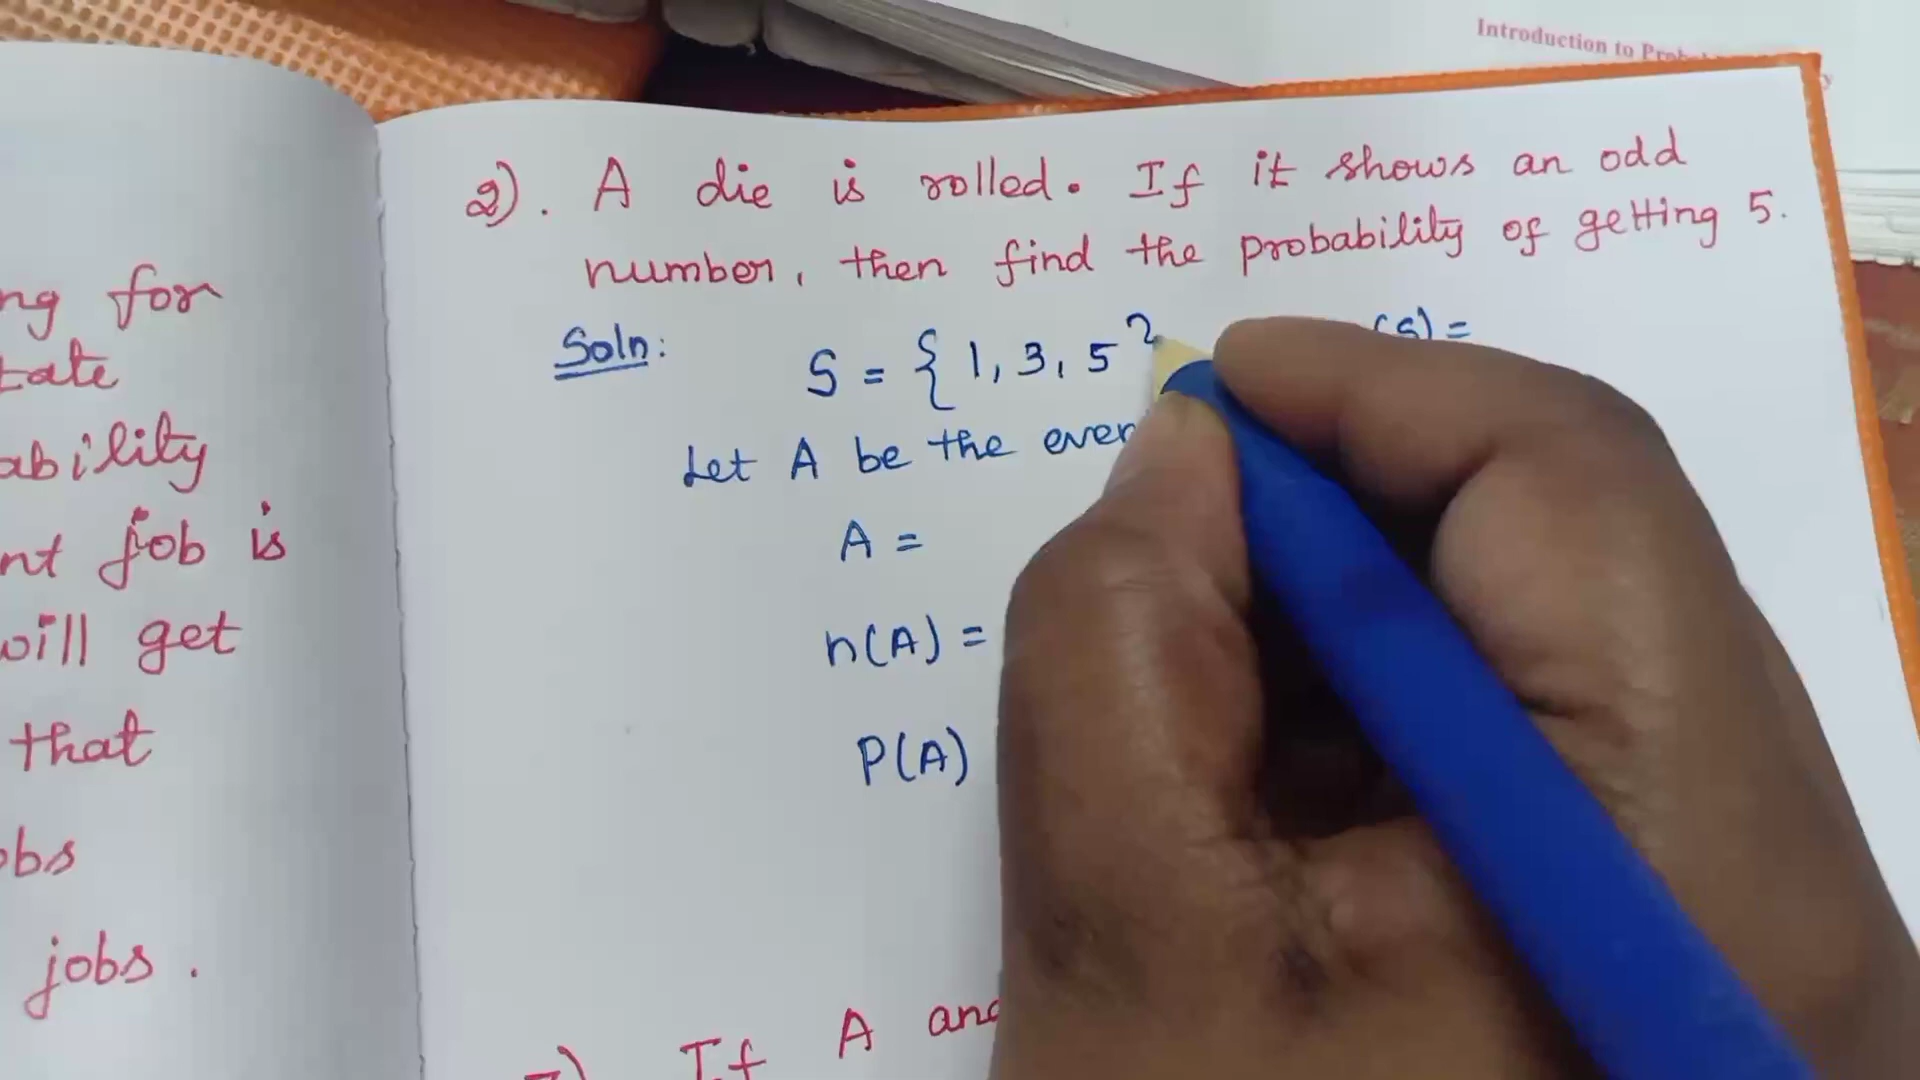 Introduction to
2). A die is rolled. If it shows an odd
number, then find the probability of getting 5.
Soln: S = { 1, 3, 5 (S) =
Let A be the
A =
n(A) =
P(A)
If A
ng for
tate
ability
nt job is
will get
that
obs
jobs.